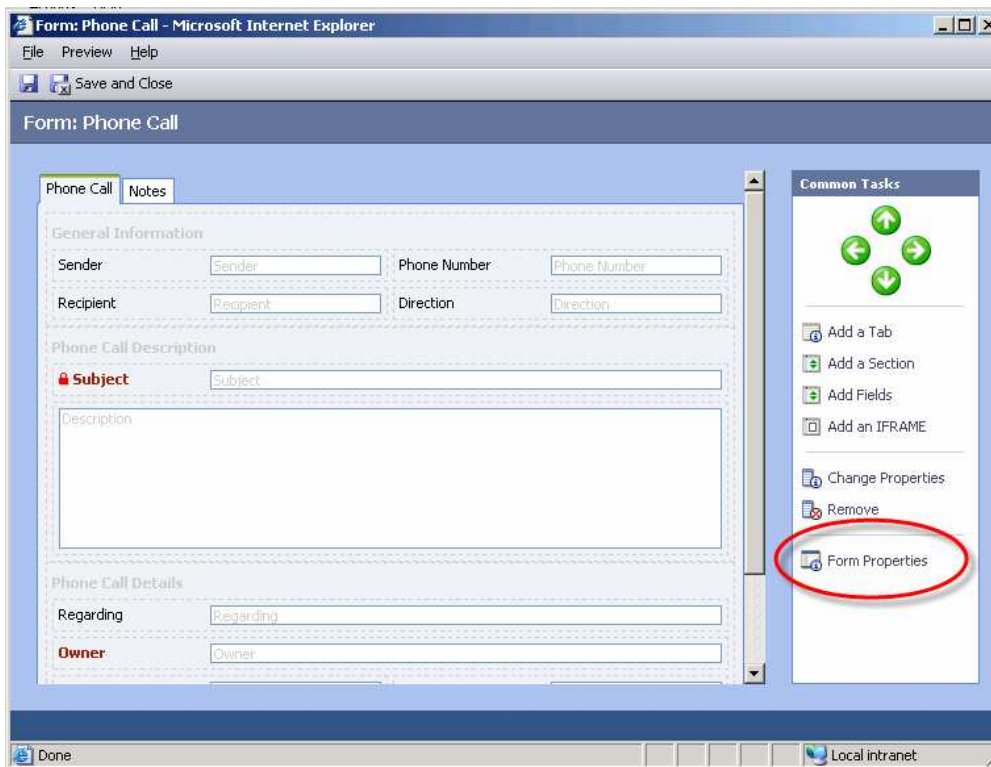 Form: Phone Call - Microsoft Internet Explorer
File Preview Help
Save and Close
Form: Phone Call
Phone Call Notes
General Information
Sender Sender Phone Number Phone Number
Recipient Recipient Direction Direction
Phone Call Description
Subject Subject
Description
Phone Call Details
Regarding Regarding
Owner Owner
Common Tasks
Add a Tab
Add a Section
Add Fields
Add an IFRAME
Change Properties
Remove
Form Properties
Done Local intranet